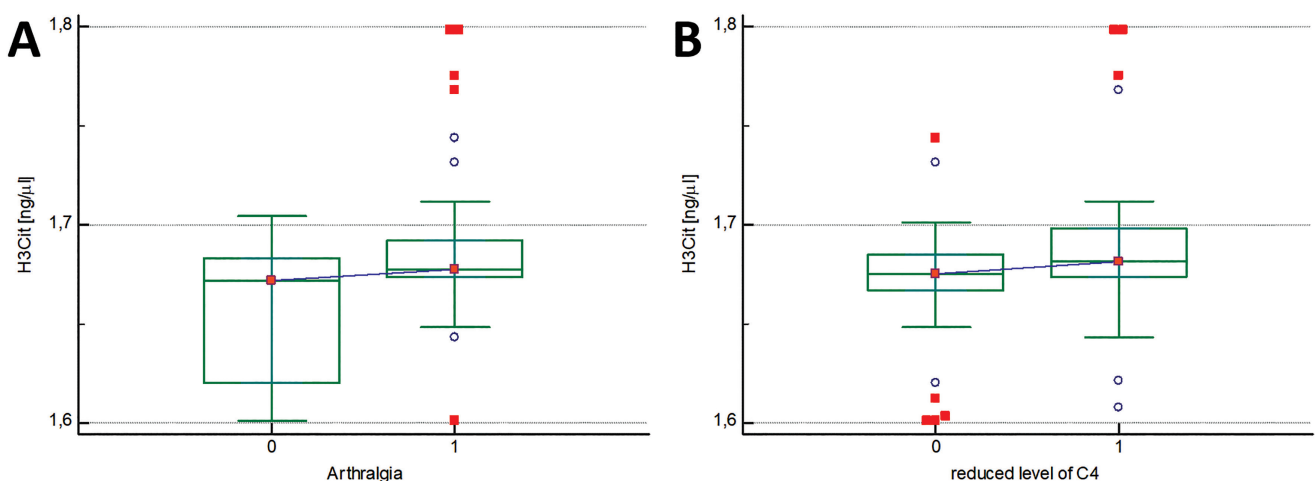 A
1,8
1,7
1,6
H3Cit [ng/µl]
0 1
Arthralgia
B
1,8
1,7
1,6
H3Cit [ng/µl]
0 1
reduced level of C4